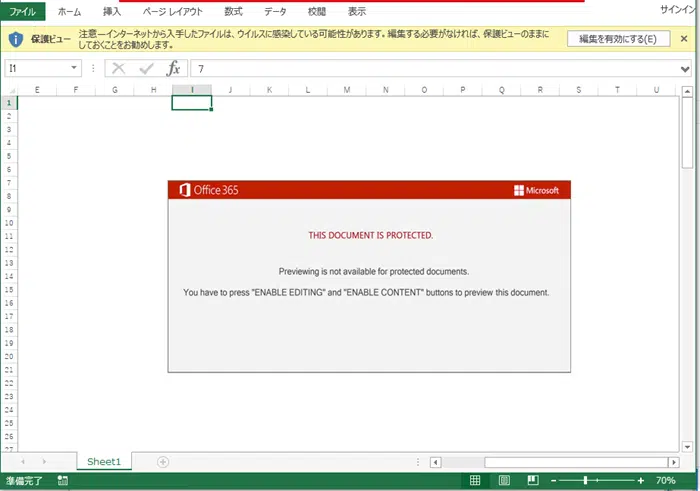 ファイル ホーム 挿入 ページ レイアウト 数式 データ 校閲 表示 サインイン
保護ビュー 注意—インターネットから入手したファイルは、ウイルスに感染している可能性があります。編集する必要がなければ、保護ビューのままに
しておくことをお勧めします。
編集を有効にする(E)
I1 fx 7
E F G H I J K L M N O P Q R S T U
1
2
3
4
5
6
7
8
9
10
11
12
13
14
15
16
17
18
19
20
21
22
23
24
25
26
27
Office 365 Microsoft
THIS DOCUMENT IS PROTECTED.
Previewing is not available for protected documents.
You have to press "ENABLE EDITING" and "ENABLE CONTENT" buttons to preview this document.
Sheet1
準備完了 70%